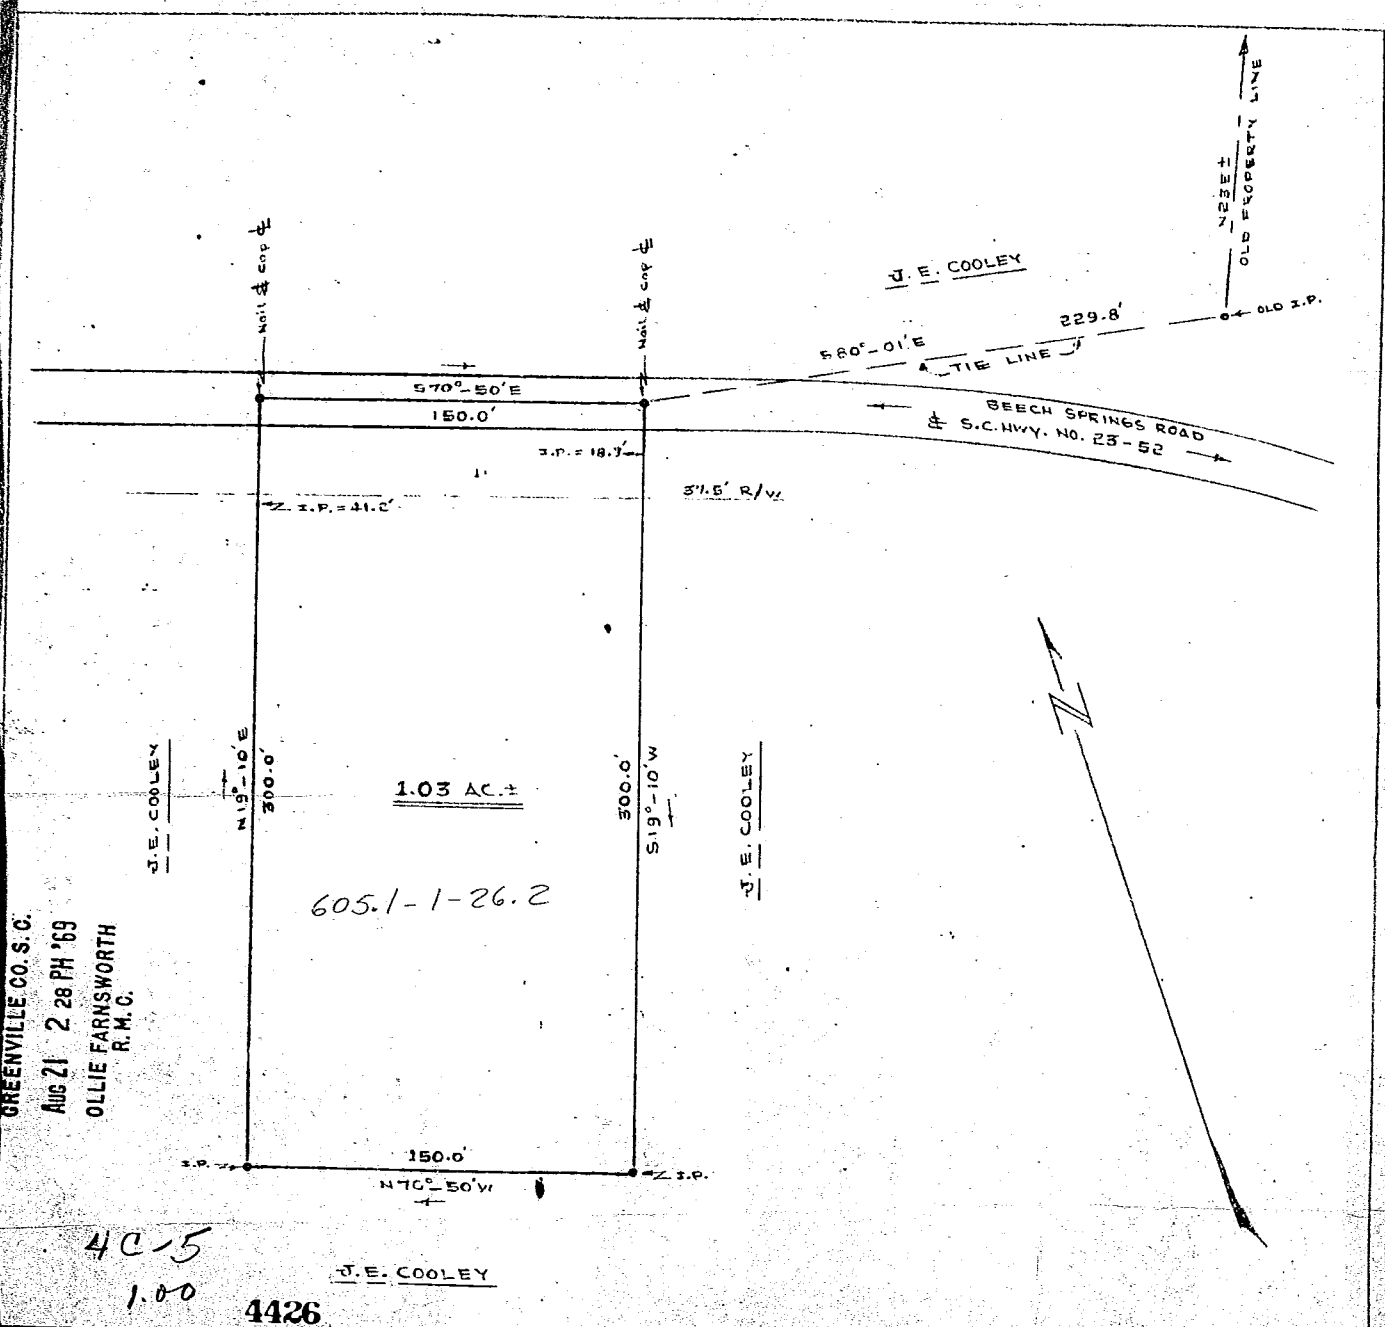 OLD PROPERTY LINE
N23E±
Nail & Cap ℄
Nail & Cap ℄
J. E. COOLEY
229.8'
OLD I.P.
S80°-01'E
TIE LINE
S70°-50'E
150.0'
BEECH SPRINGS ROAD
℄ S.C. HWY. NO. 23-52
I.P. = 18.7'
37.5' R/W
I.P. = 41.2'
J.E. COOLEY
N19°-10'E
300.0'
1.03 AC.±
300.0'
S19°-10'W
J. E. COOLEY
605.1-1-26.2
GREENVILLE CO. S. C.
AUG 21 2 28 PM '69
OLLIE FARNSWORTH
R. M. C.
N
I.P.
150.0'
I.P.
N70°-50'W
4C-5
1.00
J.E. COOLEY
4426